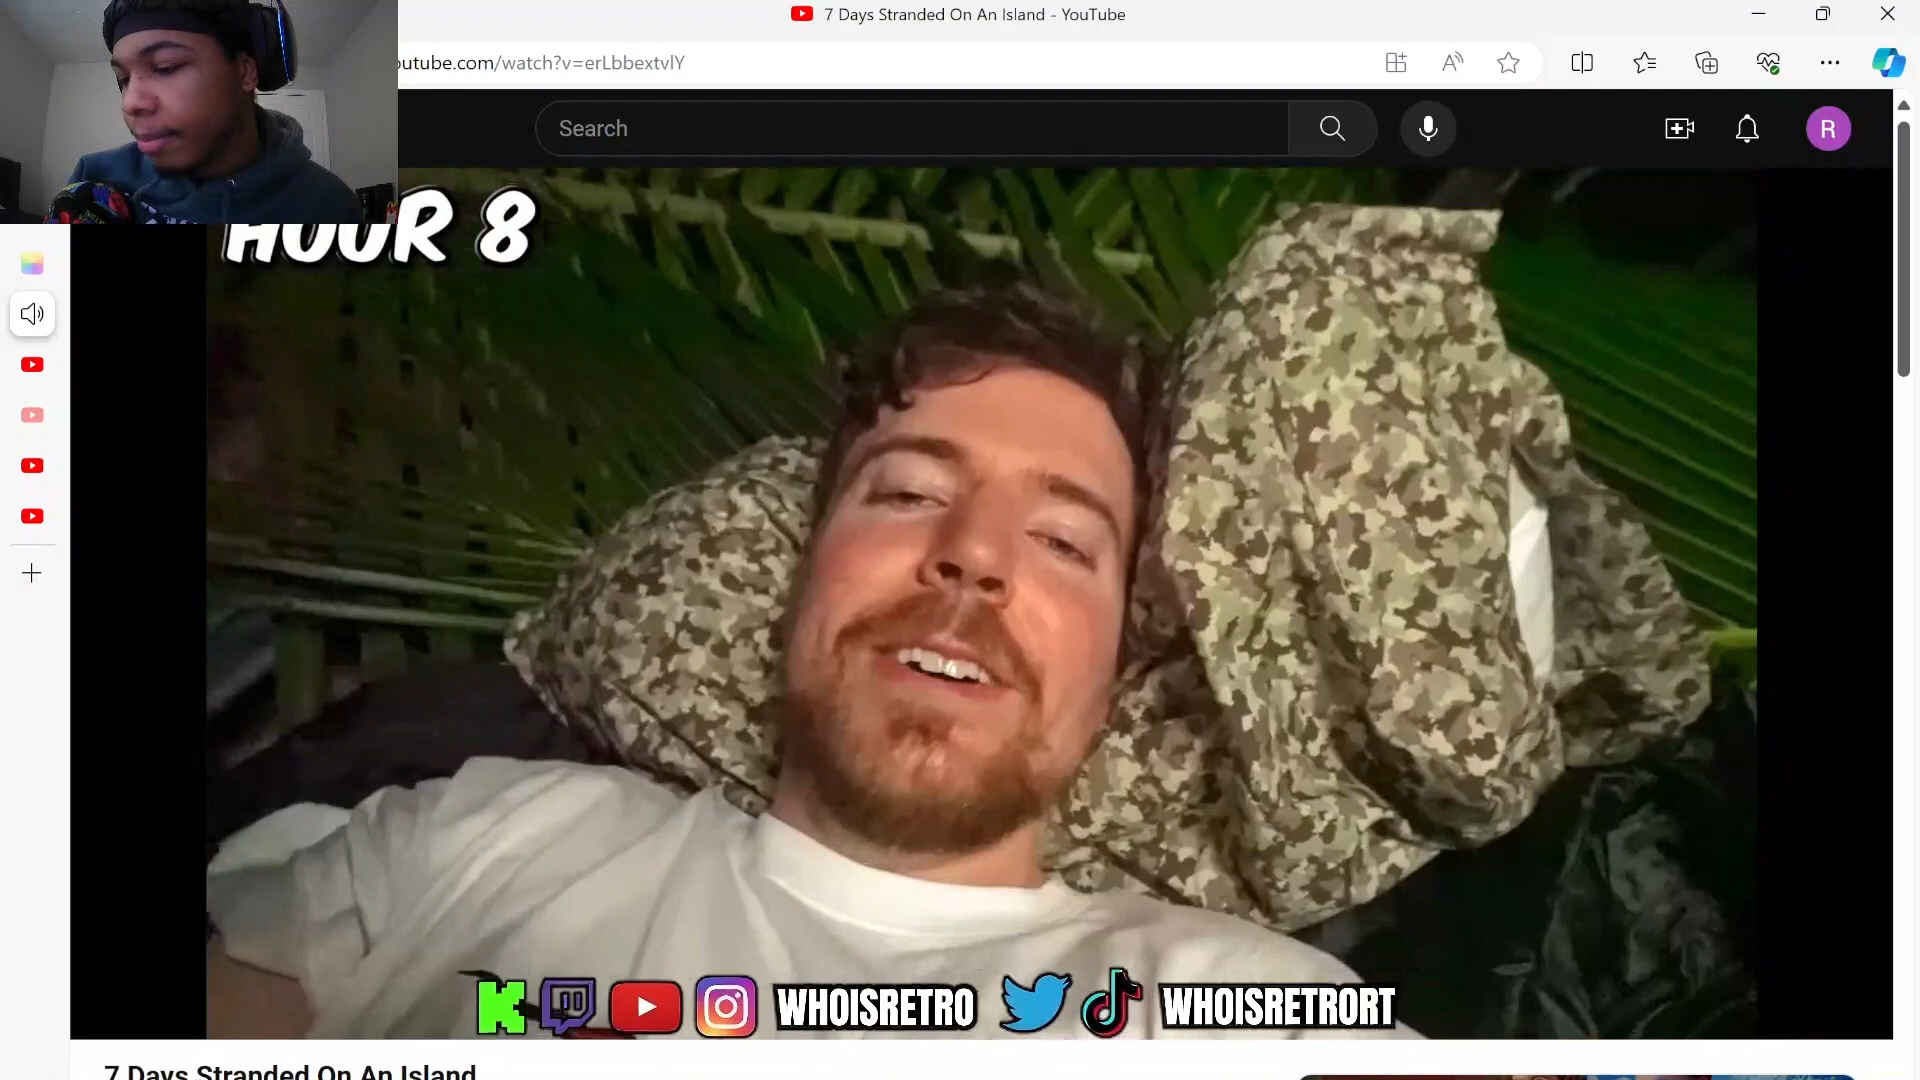 7 Days Stranded On An Island - YouTube
outube.com/watch?v=erLbbextvlY
Search
R
HOUR 8
WHOISRETRO
WHOISRETRORT
7 Days Stranded On An Island